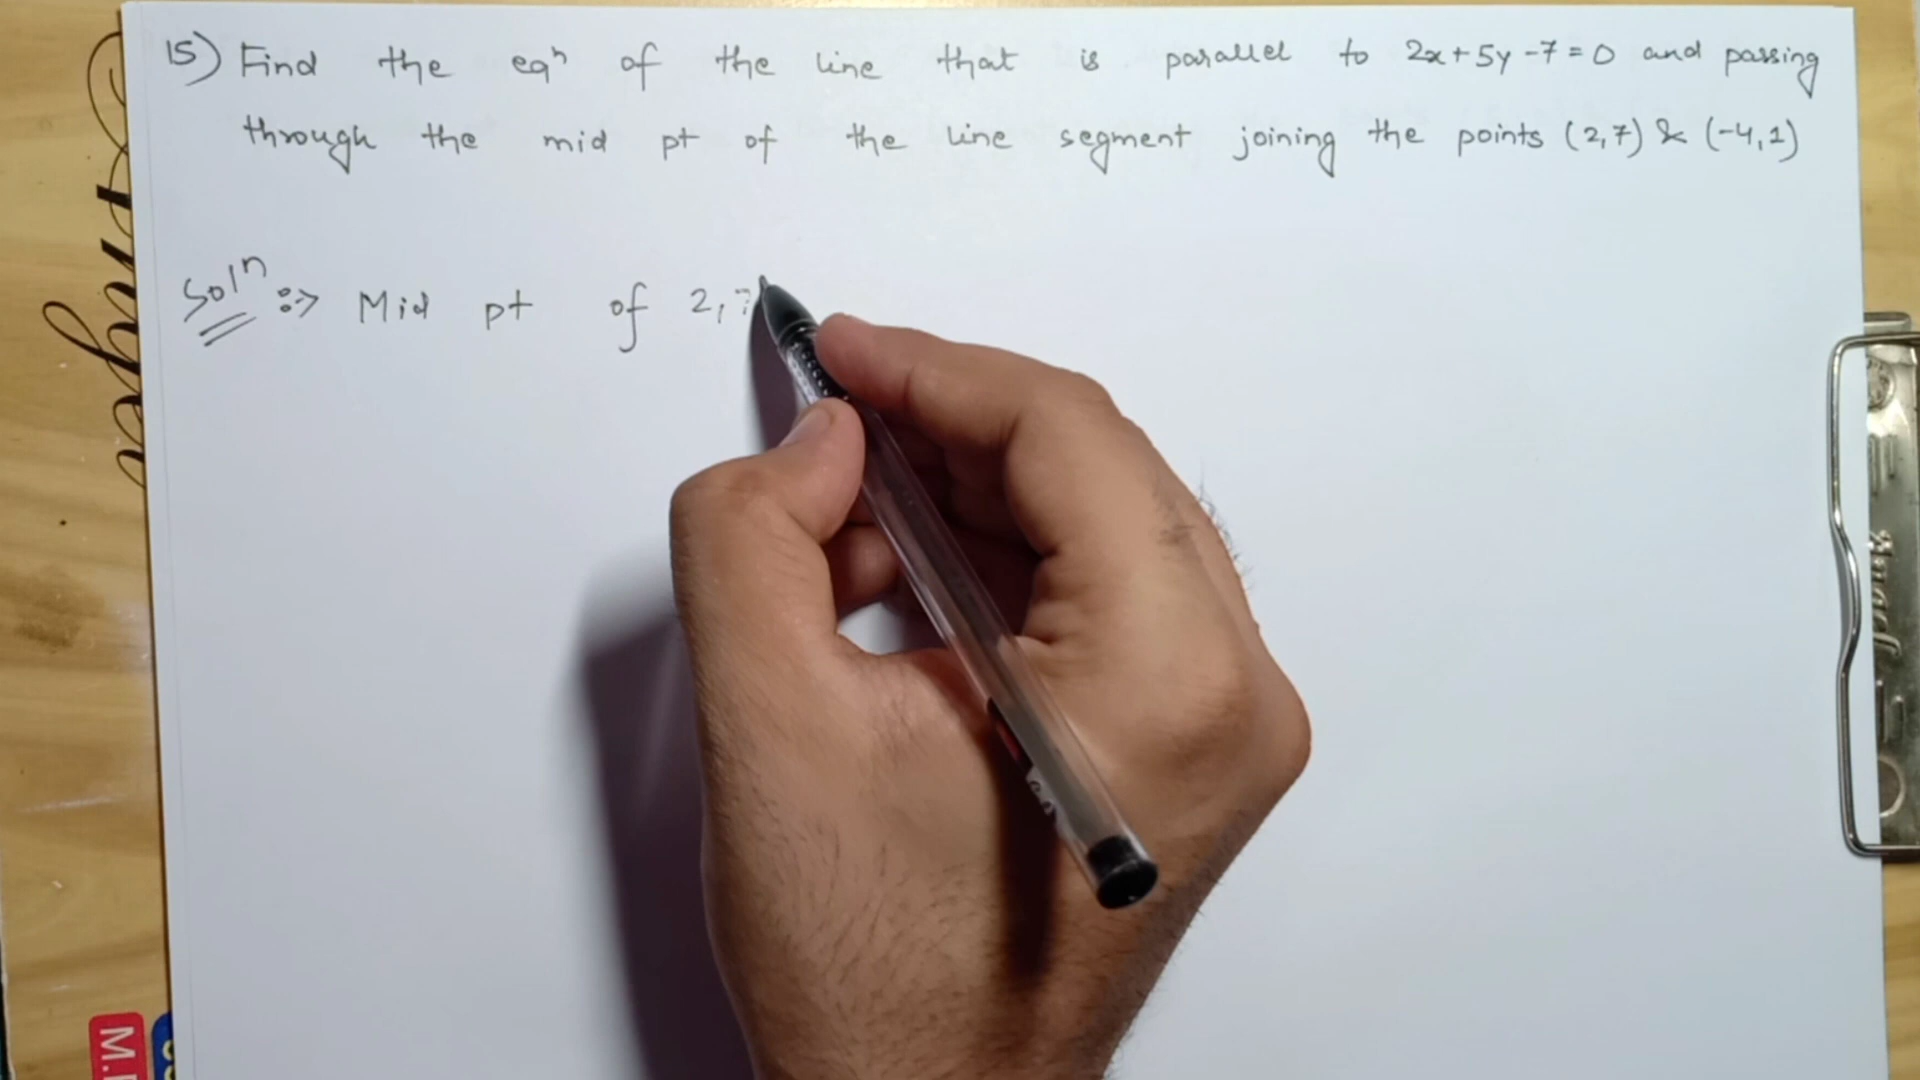 15) Find the eqⁿ of the line that is parallel to 2x+5y-7=0 and passing
through the mid pt of the line segment joining the points (2,7) & (-4,1)
Solⁿ :-> Mid pt of 2,7